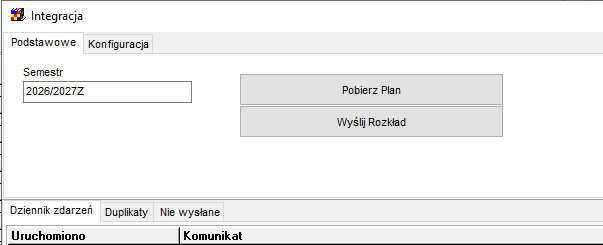 Integracja
Podstawowe Konfiguracja
Semestr
2026/2027Z
Pobierz Plan
Wyślij Rozkład
Dziennik zdarzeń Duplikaty Nie wysłane
Uruchomiono Komunikat